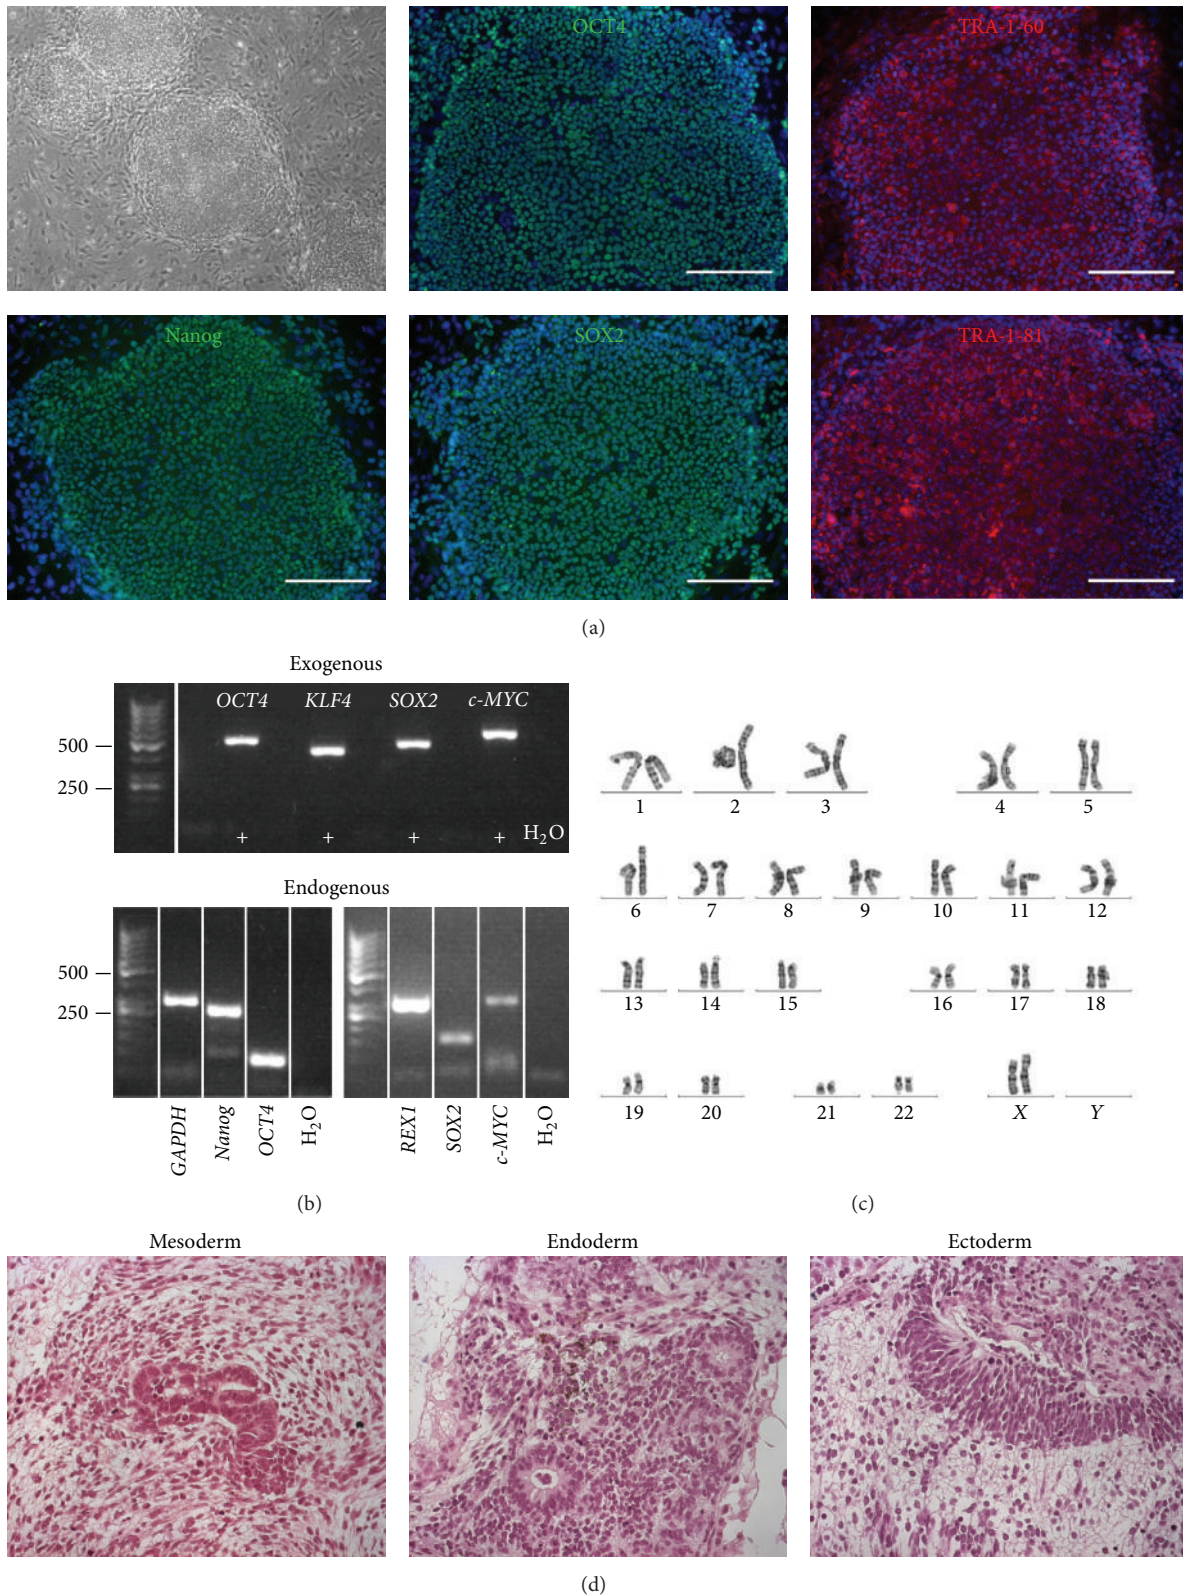 OCT4
TRA-1-60
Nanog
SOX2
TRA-1-81
(a)
Exogenous
OCT4 KLF4 SOX2 c-MYC
500
250
+ + + + H₂O
Endogenous
500
250
GAPDH
Nanog
OCT4
H₂O
REX1
SOX2
c-MYC
H₂O
(b)
1 2 3 4 5
6 7 8 9 10 11 12
13 14 15 16 17 18
19 20 21 22 X Y
(c)
Mesoderm
Endoderm
Ectoderm
(d)